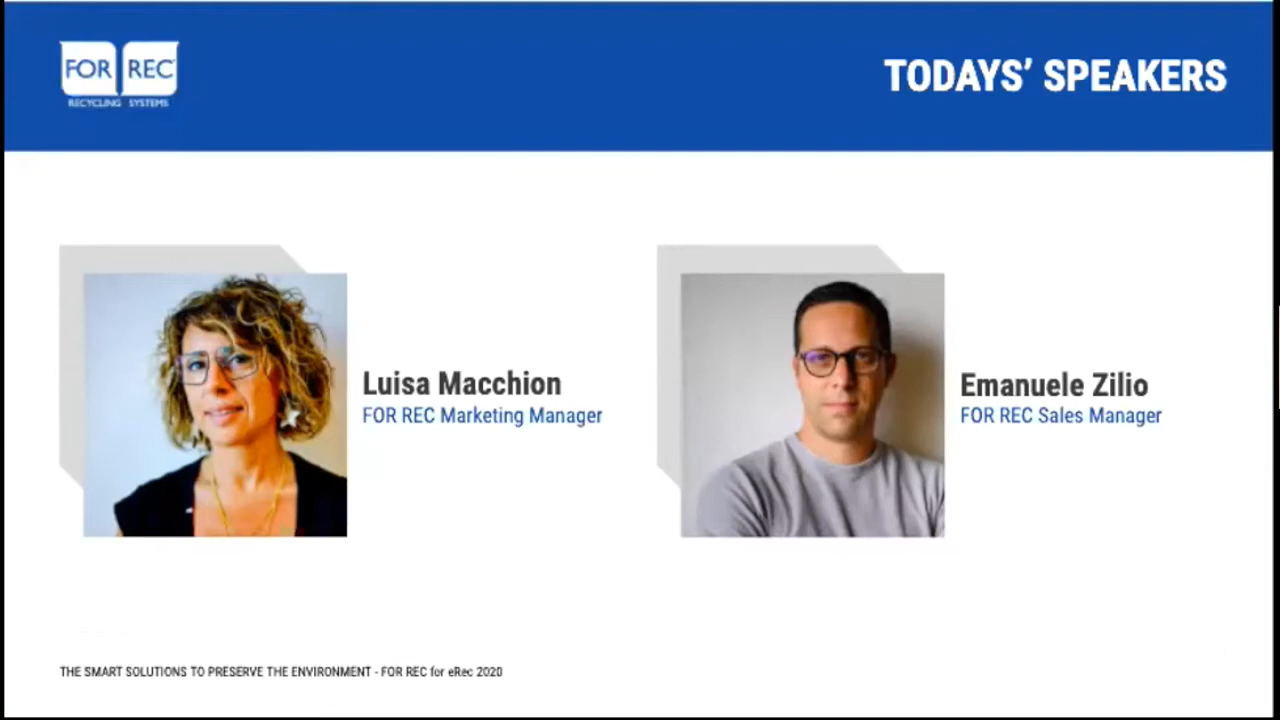 FOR REC
RECYCLING SYSTEMS
TODAYS’ SPEAKERS
Luisa Macchion
FOR REC Marketing Manager
Emanuele Zilio
FOR REC Sales Manager
THE SMART SOLUTIONS TO PRESERVE THE ENVIRONMENT - FOR REC for eRec 2020